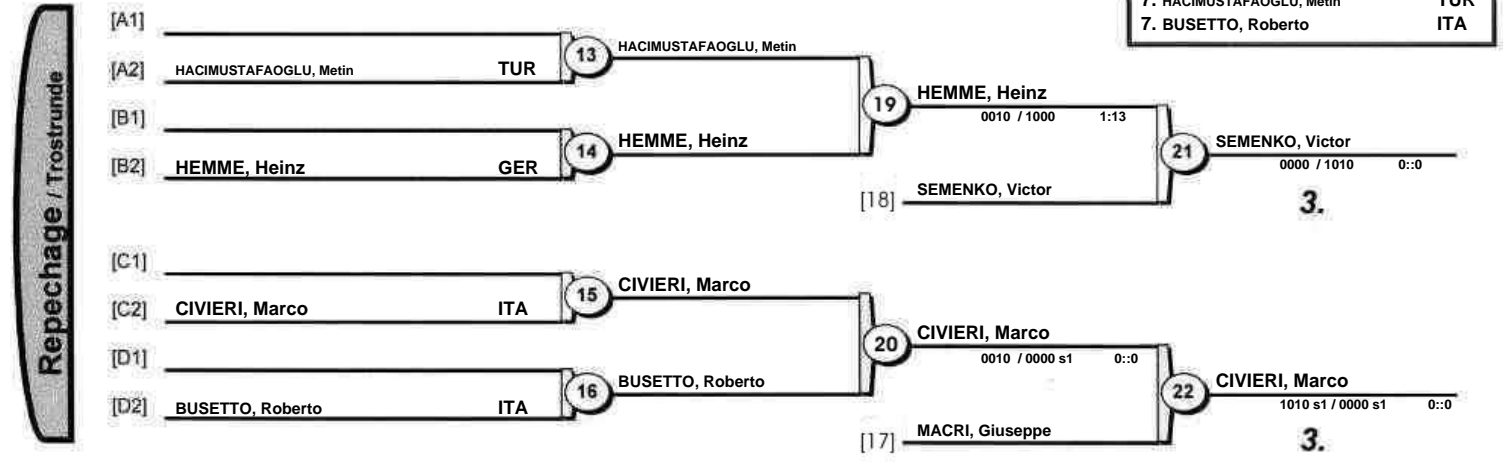 7. HACIMUSTAFAOGLU, Metin TUR
7. BUSETTO, Roberto ITA
Repechage / Trostrunde
[A1]
[A2] HACIMUSTAFAOGLU, Metin TUR
13 HACIMUSTAFAOGLU, Metin
[B1]
[B2] HEMME, Heinz GER
14 HEMME, Heinz
19 HEMME, Heinz
0010 / 1000 1:13
[18] SEMENKO, Victor
21 SEMENKO, Victor
0000 / 1010 0::0
3.
[C1]
[C2] CIVIERI, Marco ITA
15 CIVIERI, Marco
[D1]
[D2] BUSETTO, Roberto ITA
16 BUSETTO, Roberto
20 CIVIERI, Marco
0010 / 0000 s1 0::0
[17] MACRI, Giuseppe
22 CIVIERI, Marco
1010 s1 / 0000 s1 0::0
3.